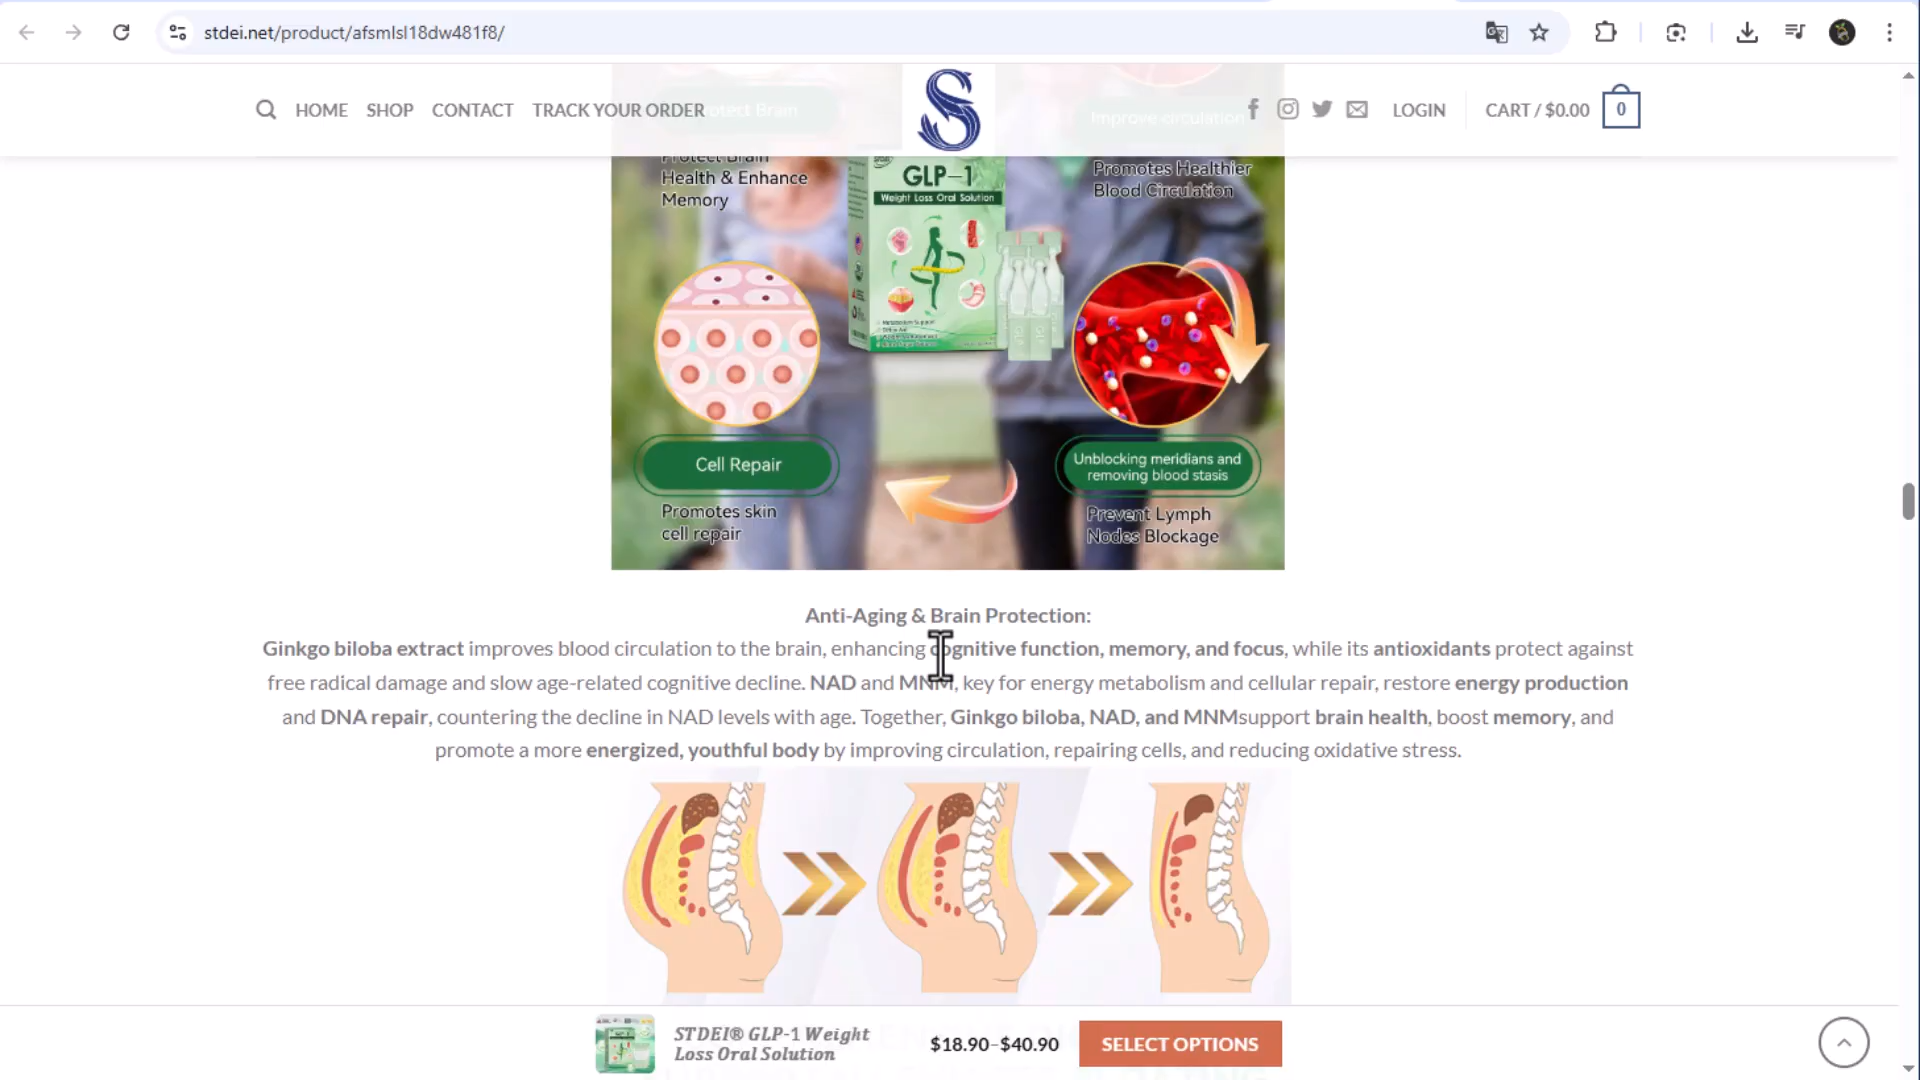 stdei.net/product/afsmlsl18dw481f8/
HOME SHOP CONTACT TRACK YOUR ORDER
LOGIN CART / $0.00 0
Protect Brain
Improve circulation
Protect Brain
Health & Enhance
Memory
Promotes Healthier
Blood Circulation
GLP-1
Weight Loss Oral Solution
Cell Repair
Promotes skin
cell repair
Unblocking meridians and
removing blood stasis
Prevent Lymph
Nodes Blockage
Anti-Aging & Brain Protection:
Ginkgo biloba extract improves blood circulation to the brain, enhancing cognitive function, memory, and focus, while its antioxidants protect against
free radical damage and slow age-related cognitive decline. NAD and MNM, key for energy metabolism and cellular repair, restore energy production
and DNA repair, countering the decline in NAD levels with age. Together, Ginkgo biloba, NAD, and MNMsupport brain health, boost memory, and
promote a more energized, youthful body by improving circulation, repairing cells, and reducing oxidative stress.
STDEI® GLP-1 Weight
Loss Oral Solution
$18.90–$40.90
SELECT OPTIONS